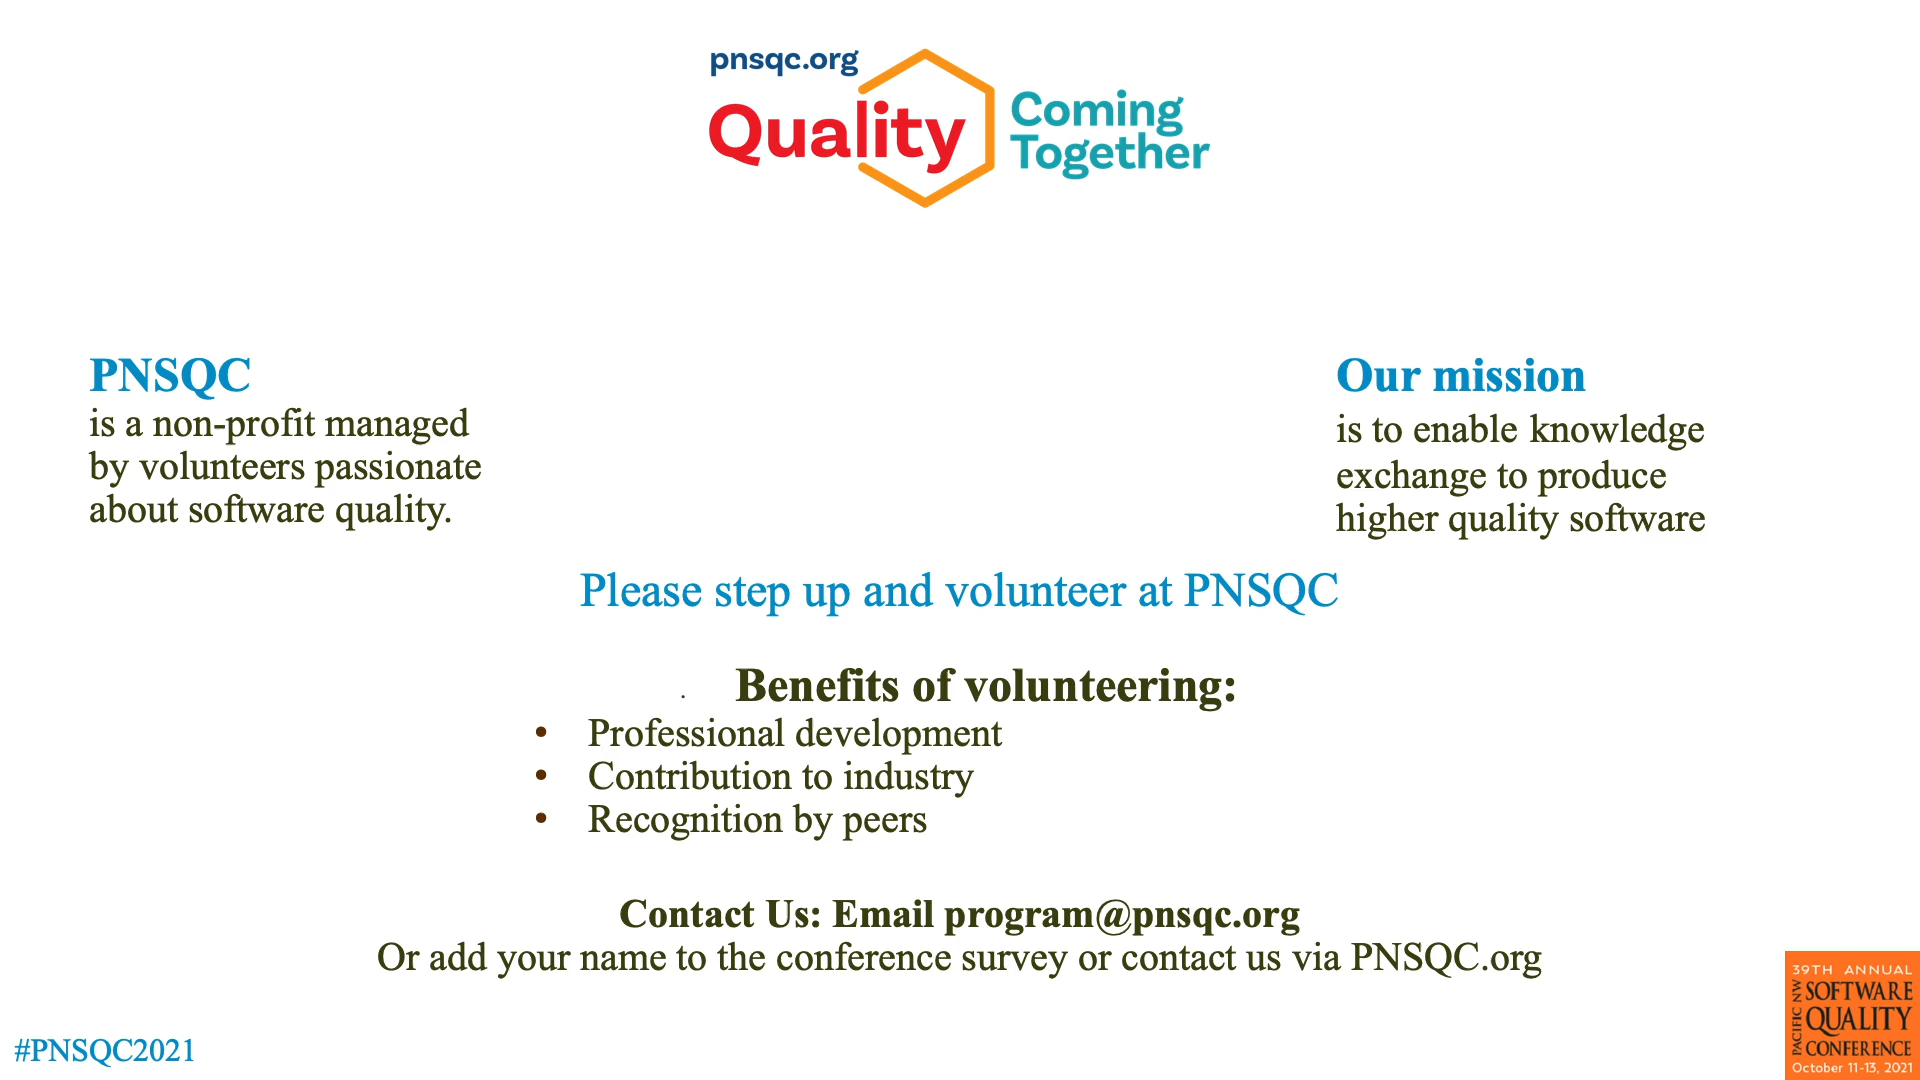 pnsqc.org
Quality
Coming
Together
PNSQC
is a non-profit managed
by volunteers passionate
about software quality.
Our mission
is to enable knowledge
exchange to produce
higher quality software
Please step up and volunteer at PNSQC
. Benefits of volunteering:
• Professional development
• Contribution to industry
• Recognition by peers
Contact Us: Email program@pnsqc.org
Or add your name to the conference survey or contact us via PNSQC.org
#PNSQC2021
39TH ANNUAL
PACIFIC NW
SOFTWARE
QUALITY
CONFERENCE
October 11-13, 2021